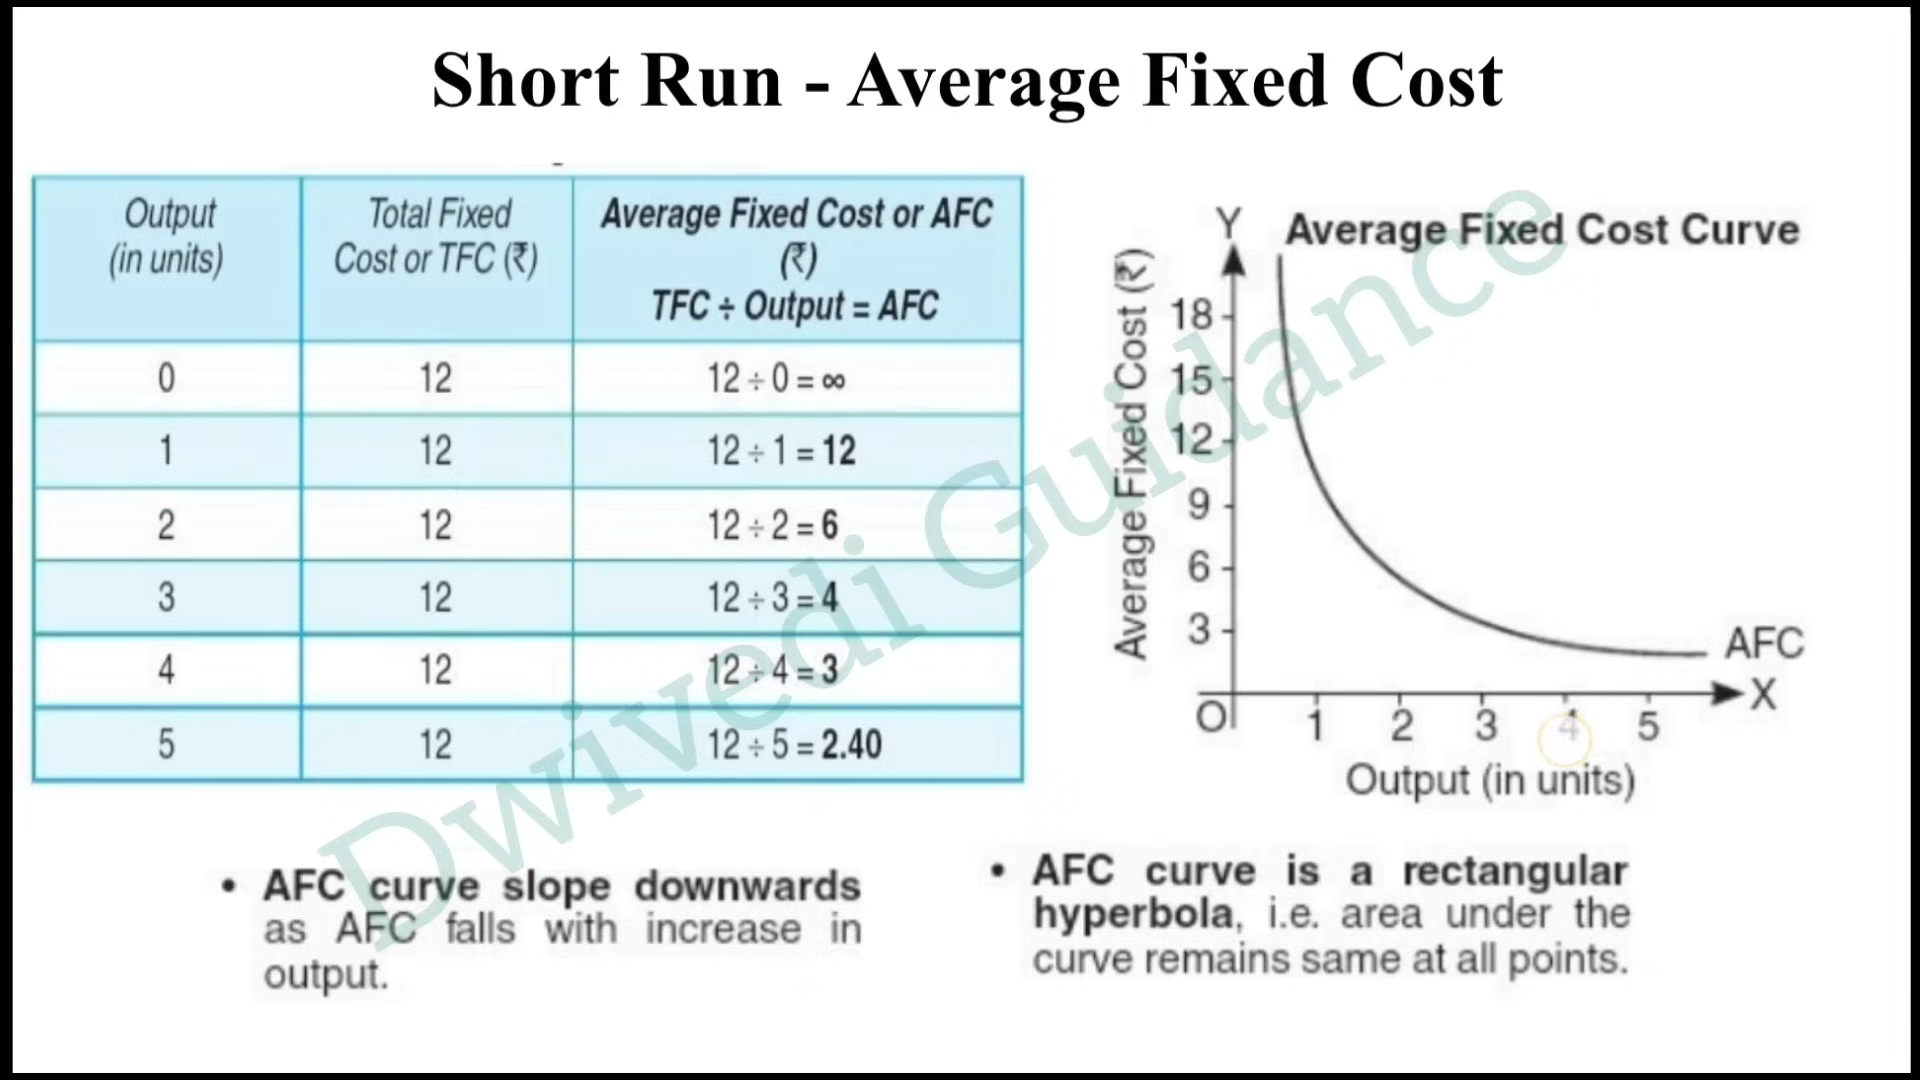 Short Run - Average Fixed Cost
Output (in units)
Total Fixed Cost or TFC (₹)
Average Fixed Cost or AFC (₹) TFC ÷ Output = AFC
0 12 12 ÷ 0 = ∞
1 12 12 ÷ 1 = 12
2 12 12 ÷ 2 = 6
3 12 12 ÷ 3 = 4
4 12 12 ÷ 4 = 3
5 12 12 ÷ 5 = 2.40
Y Average Fixed Cost Curve
Average Fixed Cost (₹)
18
15
12
9
6
3
AFC
X
O 1 2 3 4 5
Output (in units)
• AFC curve slope downwards
as AFC falls with increase in
output.
• AFC curve is a rectangular
hyperbola, i.e. area under the
curve remains same at all points.
Dwivedi Guidance